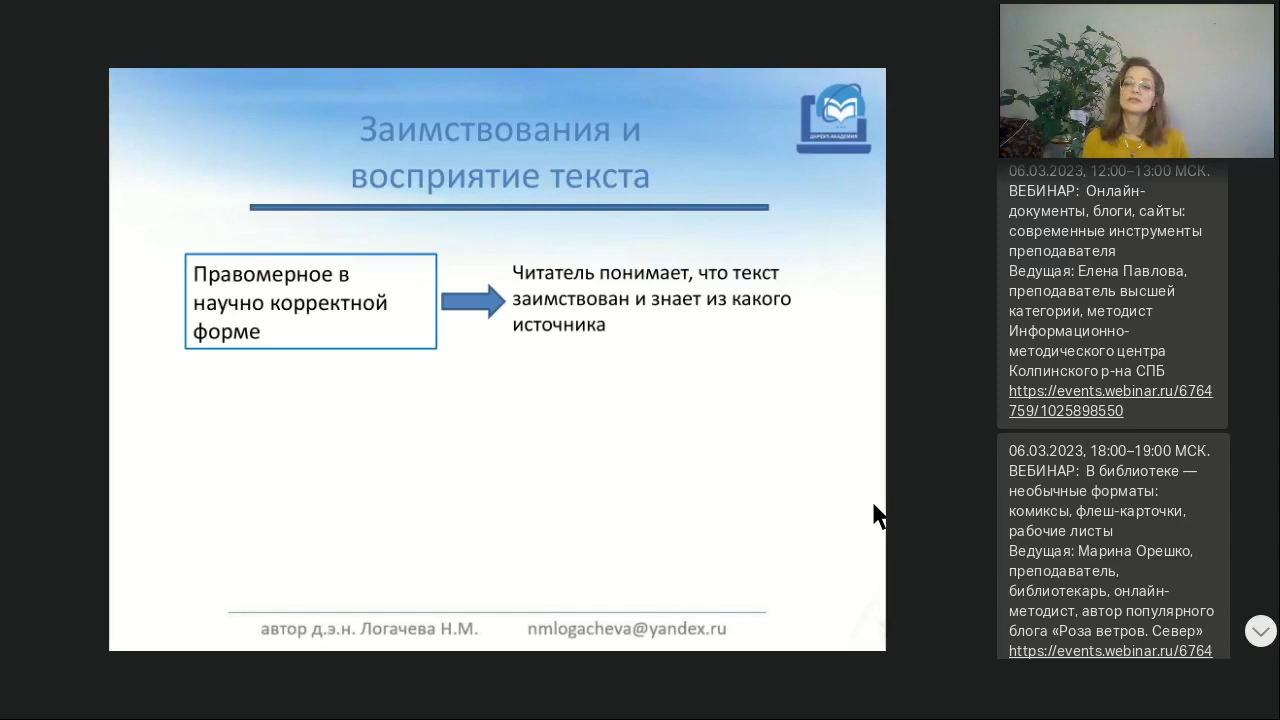 Заимствования и
восприятие текста
ДИРЕКТ-АКАДЕМИЯ
Правомерное в
научно корректной
форме
Читатель понимает, что текст
заимствован и знает из какого
источника
автор д.э.н. Логачева Н.М.
nmlogacheva@yandex.ru
06.03.2023, 12:00–13:00 МСК.
ВЕБИНАР: Онлайн-
документы, блоги, сайты:
современные инструменты
преподавателя
Ведущая: Елена Павлова,
преподаватель высшей
категории, методист
Информационно-
методического центра
Колпинского р-на СПБ
https://events.webinar.ru/6764
759/1025898550
06.03.2023, 18:00–19:00 МСК.
ВЕБИНАР: В библиотеке —
необычные форматы:
комиксы, флеш-карточки,
рабочие листы
Ведущая: Марина Орешко,
преподаватель,
библиотекарь, онлайн-
методист, автор популярного
блога «Роза ветров. Север»
https://events.webinar.ru/6764